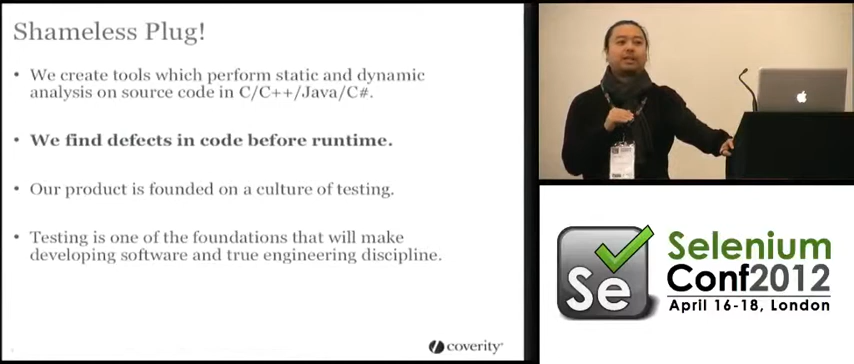 Shameless Plug!
• We create tools which perform static and dynamic
analysis on source code in C/C++/Java/C#.
• We find defects in code before runtime.
• Our product is founded on a culture of testing.
• Testing is one of the foundations that will make
developing software and true engineering discipline.
coverity
Se
Selenium
Conf2012
April 16-18, London